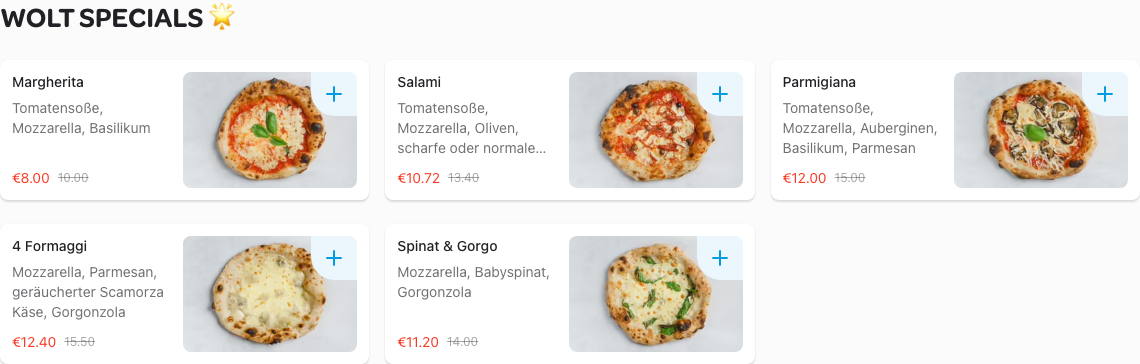 WOLT SPECIALS 🌟
Margherita
Tomatensoße,
Mozzarella, Basilikum
€8.00 10.00
Salami
Tomatensoße,
Mozzarella, Oliven,
scharfe oder normale...
€10.72 13.40
Parmigiana
Tomatensoße,
Mozzarella, Auberginen,
Basilikum, Parmesan
€12.00 15.00
4 Formaggi
Mozzarella, Parmesan,
geräucherter Scamorza
Käse, Gorgonzola
€12.40 15.50
Spinat & Gorgo
Mozzarella, Babyspinat,
Gorgonzola
€11.20 14.00